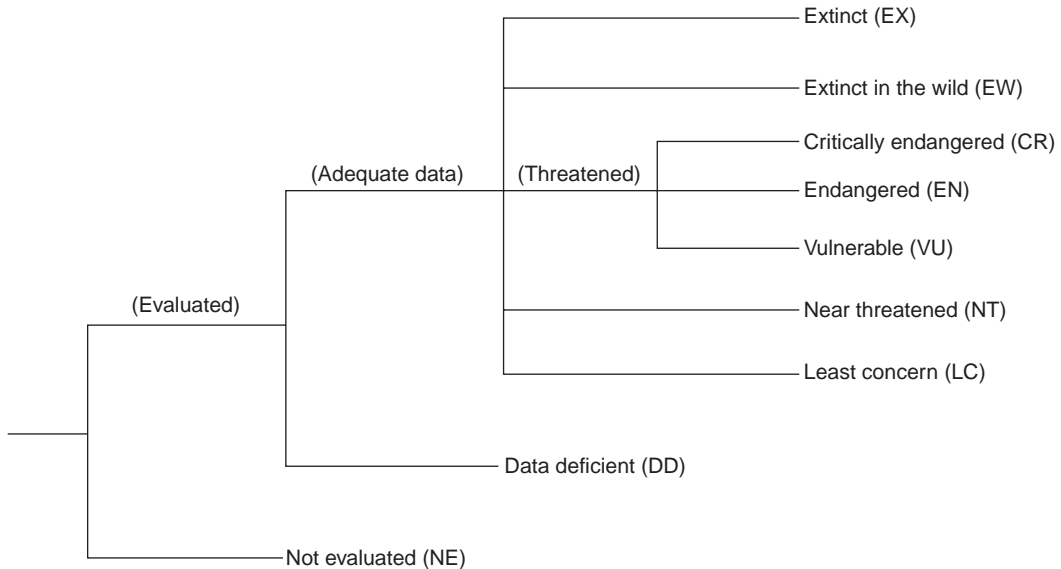 Extinct (EX)
Extinct in the wild (EW)
Critically endangered (CR)
(Adequate data)
(Threatened)
Endangered (EN)
Vulnerable (VU)
(Evaluated)
Near threatened (NT)
Least concern (LC)
Data deficient (DD)
Not evaluated (NE)